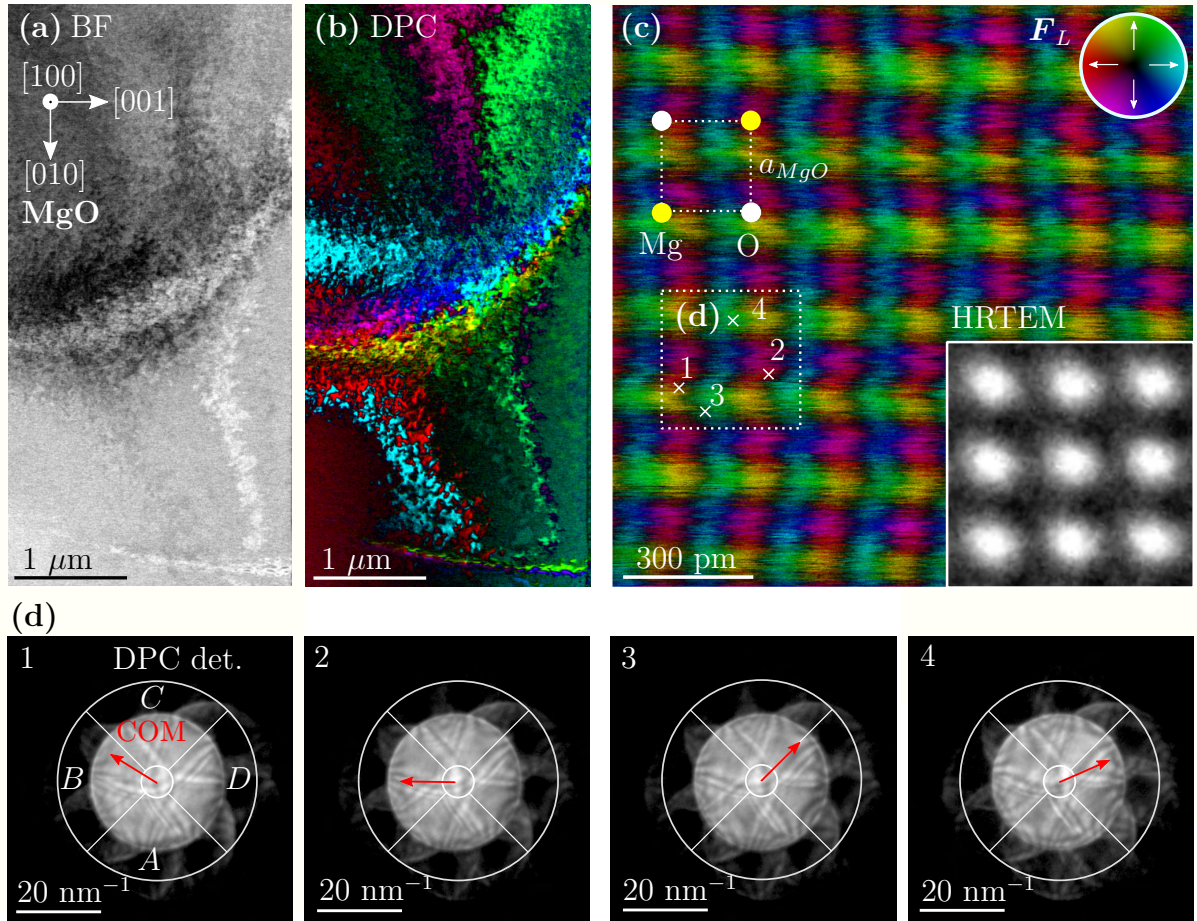 (a) BF
[100]
[001]
[010]
MgO
1 μm
(b) DPC
1 μm
(c)
F_L
a_{MgO}
Mg
O
(d)
4
2
1
3
HRTEM
300 pm
(d)
1
DPC det.
C
COM
B
D
A
20 nm⁻¹
2
20 nm⁻¹
3
20 nm⁻¹
4
20 nm⁻¹